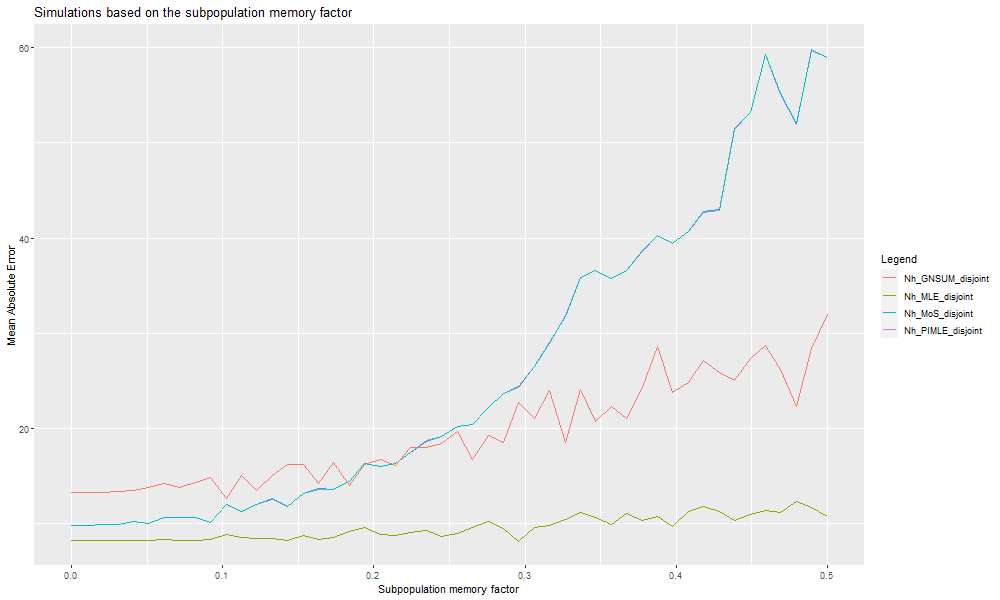 Simulations based on the subpopulation memory factor
Mean Absolute Error
60
40
20
0.0
0.1
0.2
0.3
0.4
0.5
Subpopulation memory factor
Legend
Nh_GNSUM_disjoint
Nh_MLE_disjoint
Nh_MoS_disjoint
Nh_PIMLE_disjoint